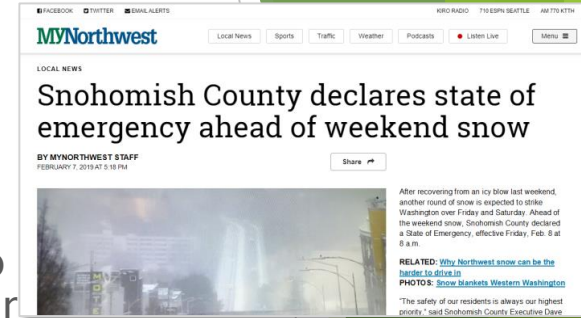 FACEBOOK TWITTER EMAIL ALERTS KIRO RADIO 710 ESPN SEATTLE AM 770 KTTH
MYNorthwest Local News Sports Traffic Weather Podcasts Listen Live Menu
LOCAL NEWS
Snohomish County declares state of
emergency ahead of weekend snow
BY MYNORTHWEST STAFF
FEBRUARY 7, 2019 AT 5:18 PM
Share
After recovering from an icy blow last weekend,
another round of snow is expected to strike
Washington over Friday and Saturday. Ahead of
the weekend snow, Snohomish County declared
a State of Emergency, effective Friday, Feb. 8 at
8 a.m.
RELATED: Why Northwest snow can be the
harder to drive in
PHOTOS: Snow blankets Western Washington
"The safety of our residents is always our highest
priority," said Snohomish County Executive Dave